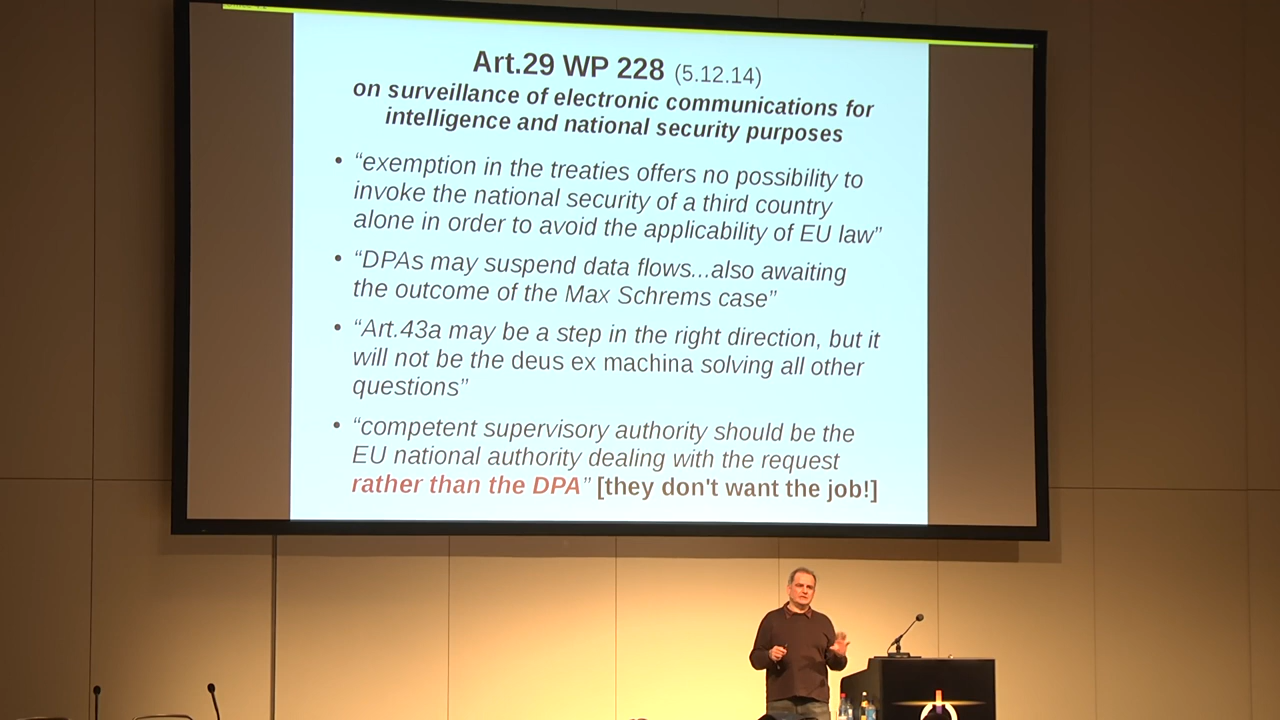 Art.29 WP 228 (5.12.14)
on surveillance of electronic communications for
intelligence and national security purposes
• “exemption in the treaties offers no possibility to
invoke the national security of a third country
alone in order to avoid the applicability of EU law”
• “DPAs may suspend data flows...also awaiting
the outcome of the Max Schrems case”
• “Art.43a may be a step in the right direction, but it
will not be the deus ex machina solving all other
questions”
• “competent supervisory authority should be the
EU national authority dealing with the request
rather than the DPA” [they don't want the job!]